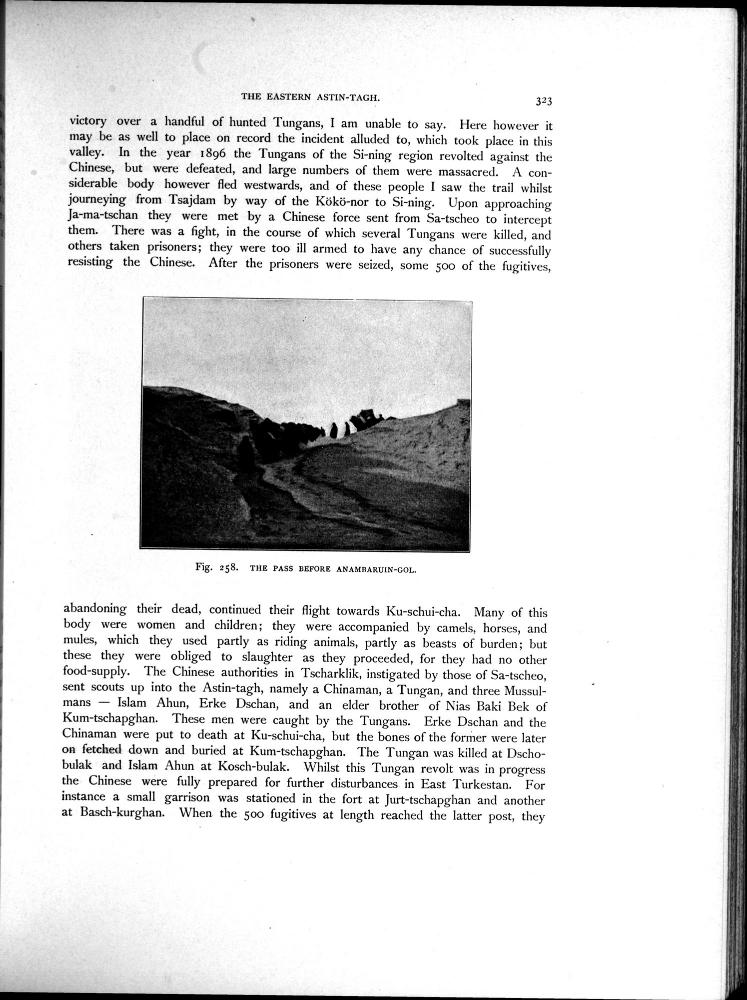 THE EASTERN ASTIN-TAGH.
323
victory over a handful of hunted Tungans, I am unable to say. Here however it
may be as well to place on record the incident alluded to, which took place in this
valley. In the year 1896 the Tungans of the Si-ning region revolted against the
Chinese, but were defeated, and large numbers of them were massacred. A con-
siderable body however fled westwards, and of these people I saw the trail whilst
journeying from Tsajdam by way of the Kökö-nor to Si-ning. Upon approaching
Ja-ma-tschan they were met by a Chinese force sent from Sa-tscheo to intercept
them. There was a fight, in the course of which several Tungans were killed, and
others taken prisoners; they were too ill armed to have any chance of successfully
resisting the Chinese. After the prisoners were seized, some 500 of the fugitives,
Fig. 258. THE PASS BEFORE ANAMBARUIN-GOL.
abandoning their dead, continued their flight towards Ku-schui-cha. Many of this
body were women and children; they were accompanied by camels, horses, and
mules, which they used partly as riding animals, partly as beasts of burden; but
these they were obliged to slaughter as they proceeded, for they had no other
food-supply. The Chinese authorities in Tscharklik, instigated by those of Sa-tscheo,
sent scouts up into the Astin-tagh, namely a Chinaman, a Tungan, and three Mussul-
mans — Islam Ahun, Erke Dschan, and an elder brother of Nias Baki Bek of
Kum-tschapghan. These men were caught by the Tungans. Erke Dschan and the
Chinaman were put to death at Ku-schui-cha, but the bones of the former were later
on fetched down and buried at Kum-tschapghan. The Tungan was killed at Dscho-
bulak and Islam Ahun at Kosch-bulak. Whilst this Tungan revolt was in progress
the Chinese were fully prepared for further disturbances in East Turkestan. For
instance a small garrison was stationed in the fort at Jurt-tschapghan and another
at Basch-kurghan. When the 500 fugitives at length reached the latter post, they